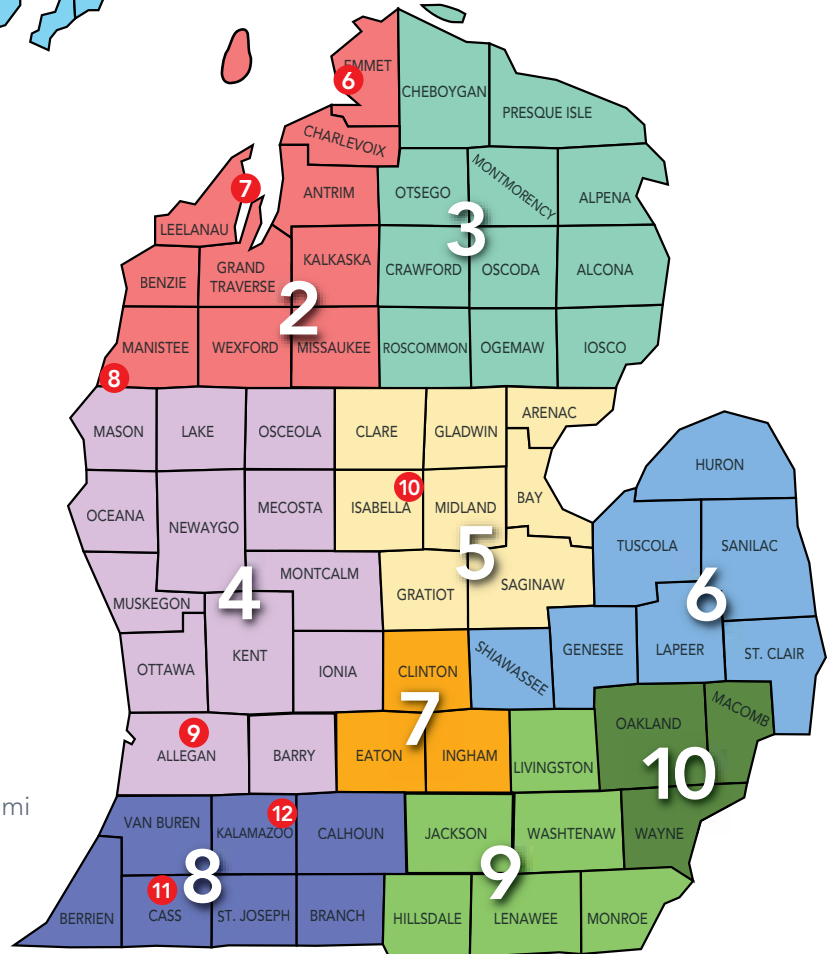 EMMET
6
CHEBOYGAN
PRESQUE ISLE
CHARLEVOIX
7
ANTRIM
OTSEGO
MONTMORENCY
ALPENA
LEELANAU
3
BENZIE
GRAND
TRAVERSE
KALKASKA
CRAWFORD
OSCODA
ALCONA
2
MANISTEE
WEXFORD
MISSAUKEE
ROSCOMMON
OGEMAW
IOSCO
8
MASON
LAKE
OSCEOLA
CLARE
GLADWIN
ARENAC
HURON
10
OCEANA
NEWAYGO
MECOSTA
ISABELLA
MIDLAND
BAY
TUSCOLA
SANILAC
5
MONTCALM
SAGINAW
MUSKEGON
4
GRATIOT
6
OTTAWA
KENT
IONIA
CLINTON
SHIAWASSEE
GENESEE
LAPEER
ST. CLAIR
7
9
ALLEGAN
BARRY
EATON
INGHAM
LIVINGSTON
OAKLAND
MACOMB
10
mi
12
VAN BUREN
KALAMAZOO
CALHOUN
JACKSON
WASHTENAW
WAYNE
8
9
11
BERRIEN
CASS
ST. JOSEPH
BRANCH
HILLSDALE
LENAWEE
MONROE